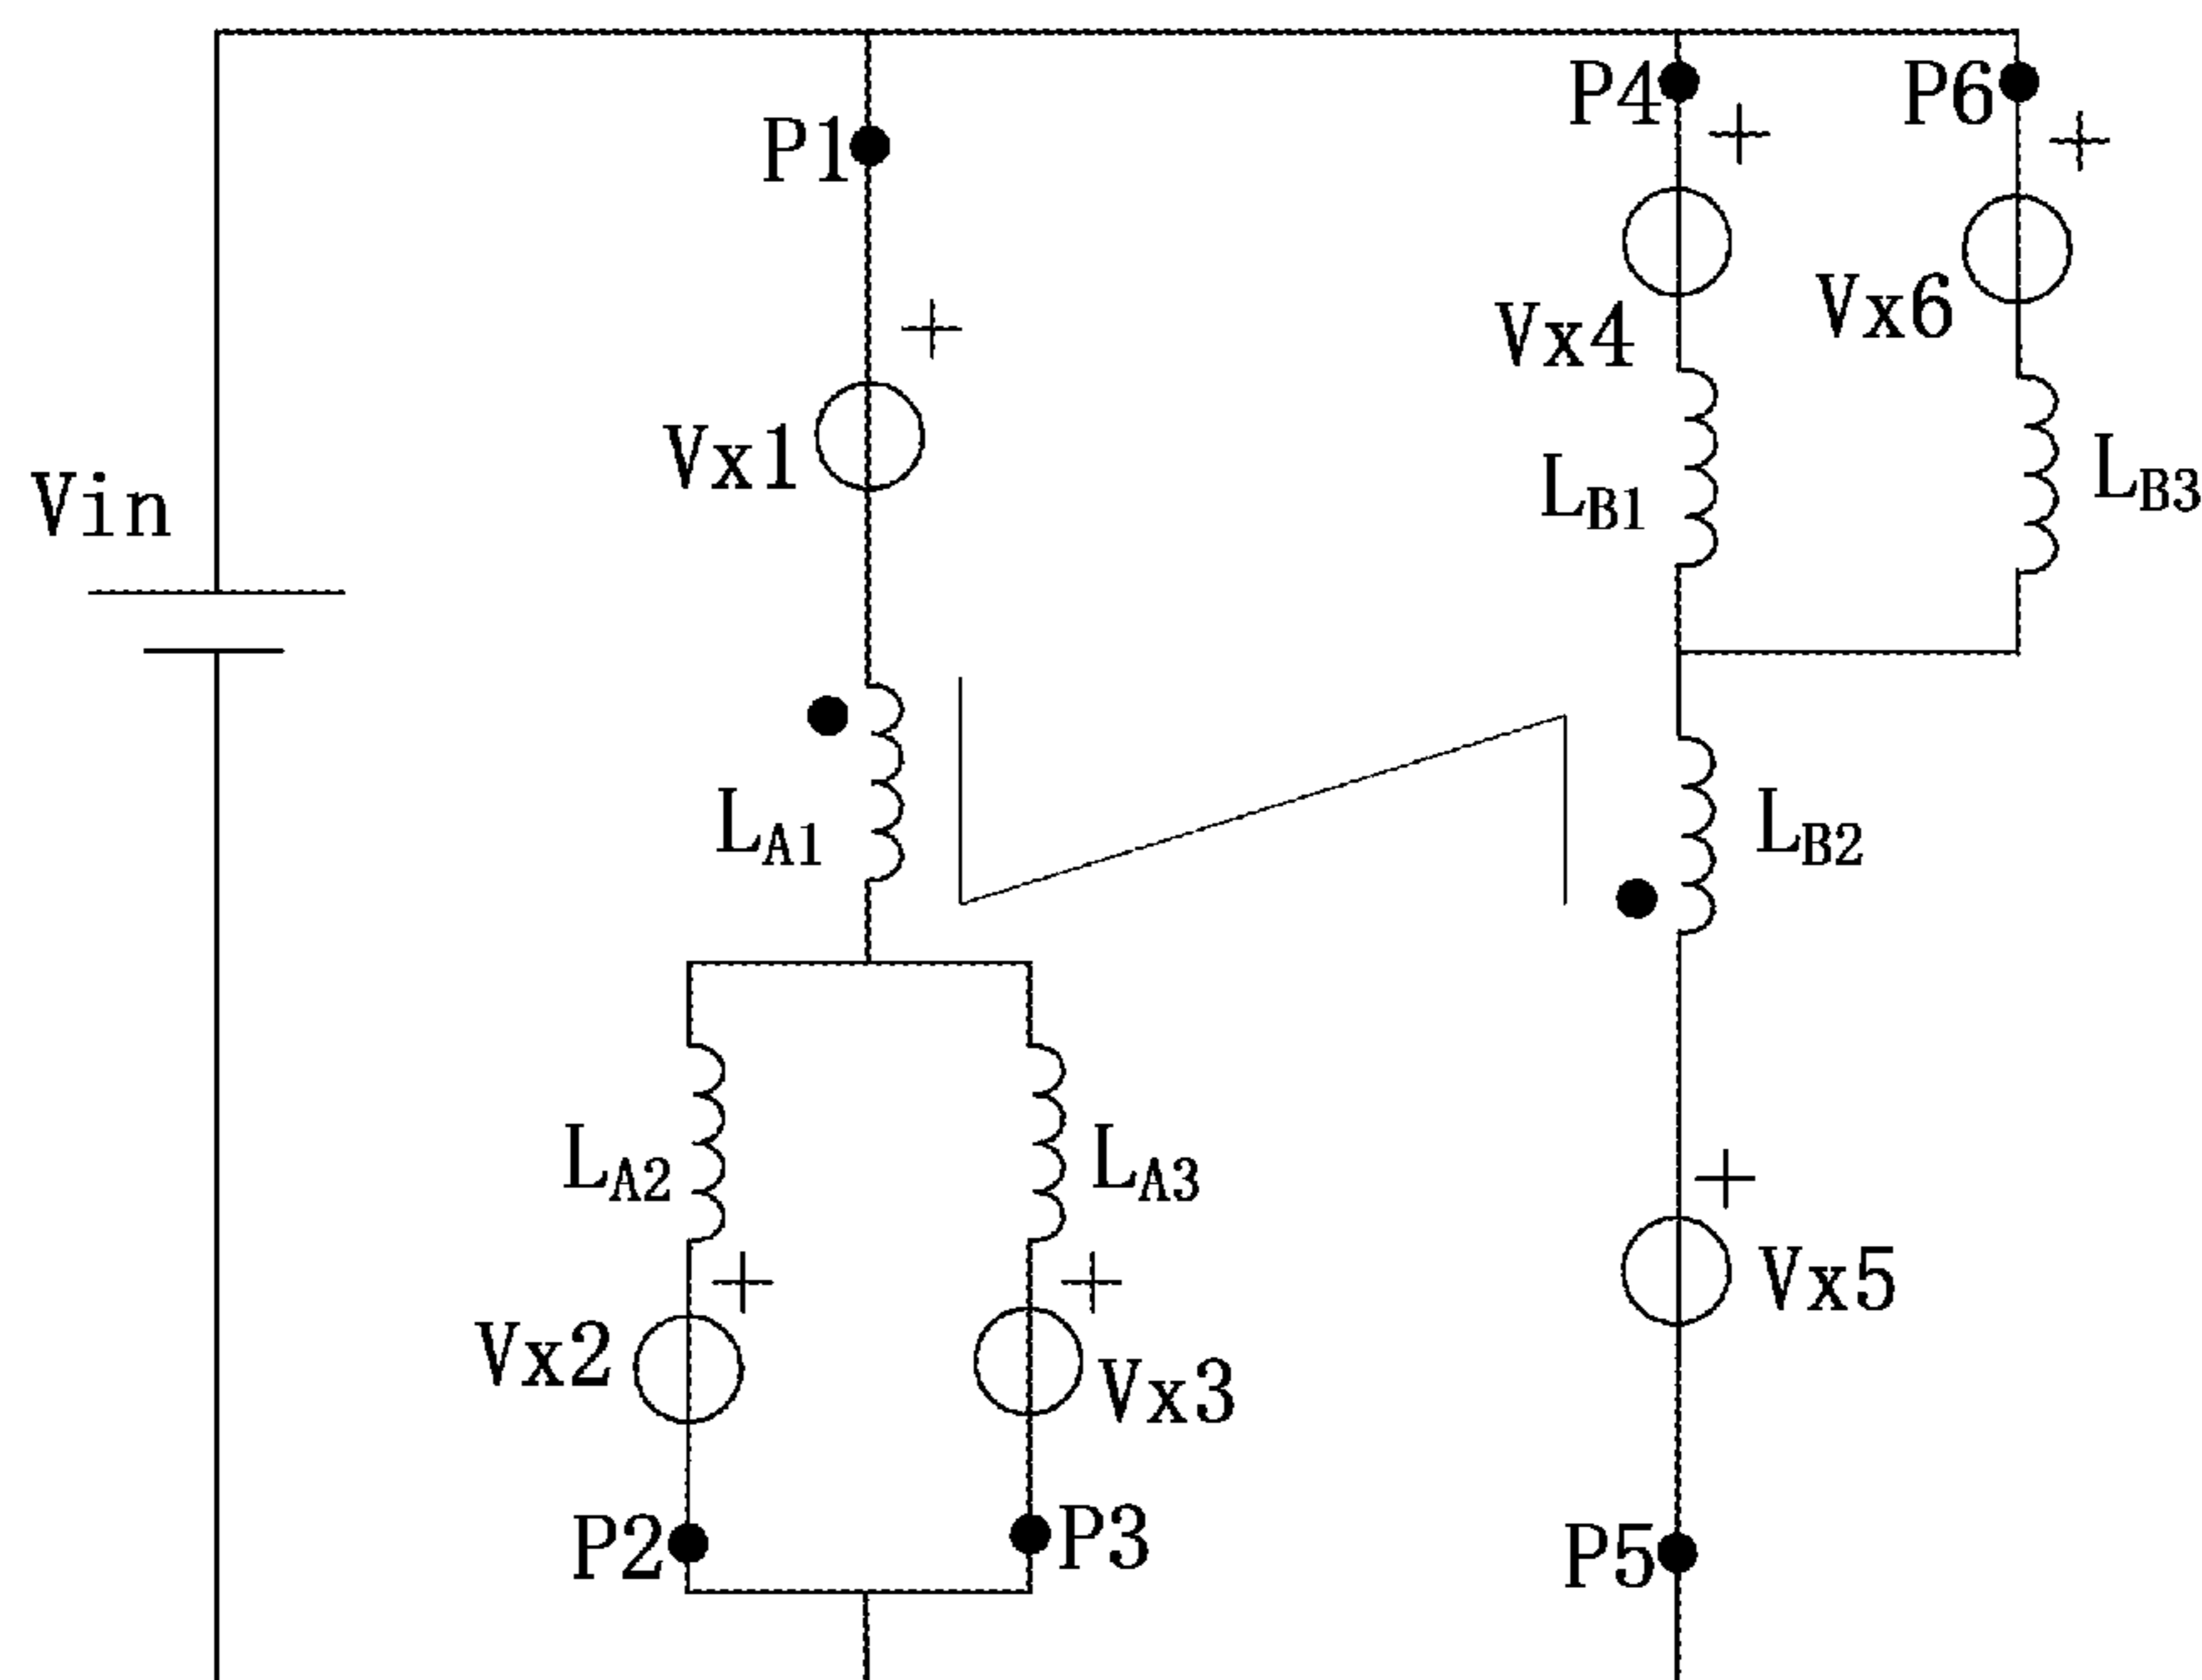 P4
P6
P1
+
+
Vx4
Vx6
+
Vx1
LB1
LB3
Vin
LA1
LB2
LA2
LA3
+
+
+
Vx2
Vx3
Vx5
P2
P3
P5